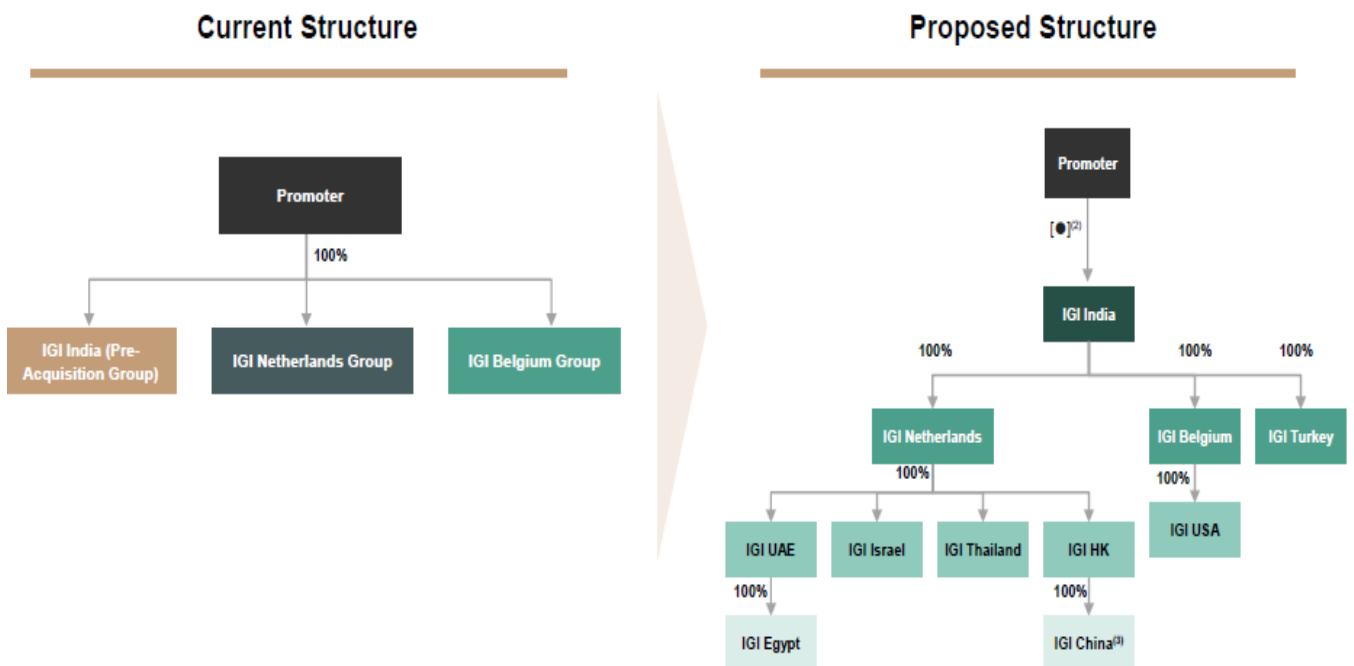 Current Structure
Promoter
100%
IGI India (Pre-
Acquisition Group)
IGI Netherlands Group
IGI Belgium Group
Proposed Structure
Promoter
[●](2)
IGI India
100%
100%
100%
IGI Netherlands
IGI Belgium
IGI Turkey
100%
100%
IGI UAE
IGI Israel
IGI Thailand
IGI HK
IGI USA
100%
100%
IGI Egypt
IGI China(3)